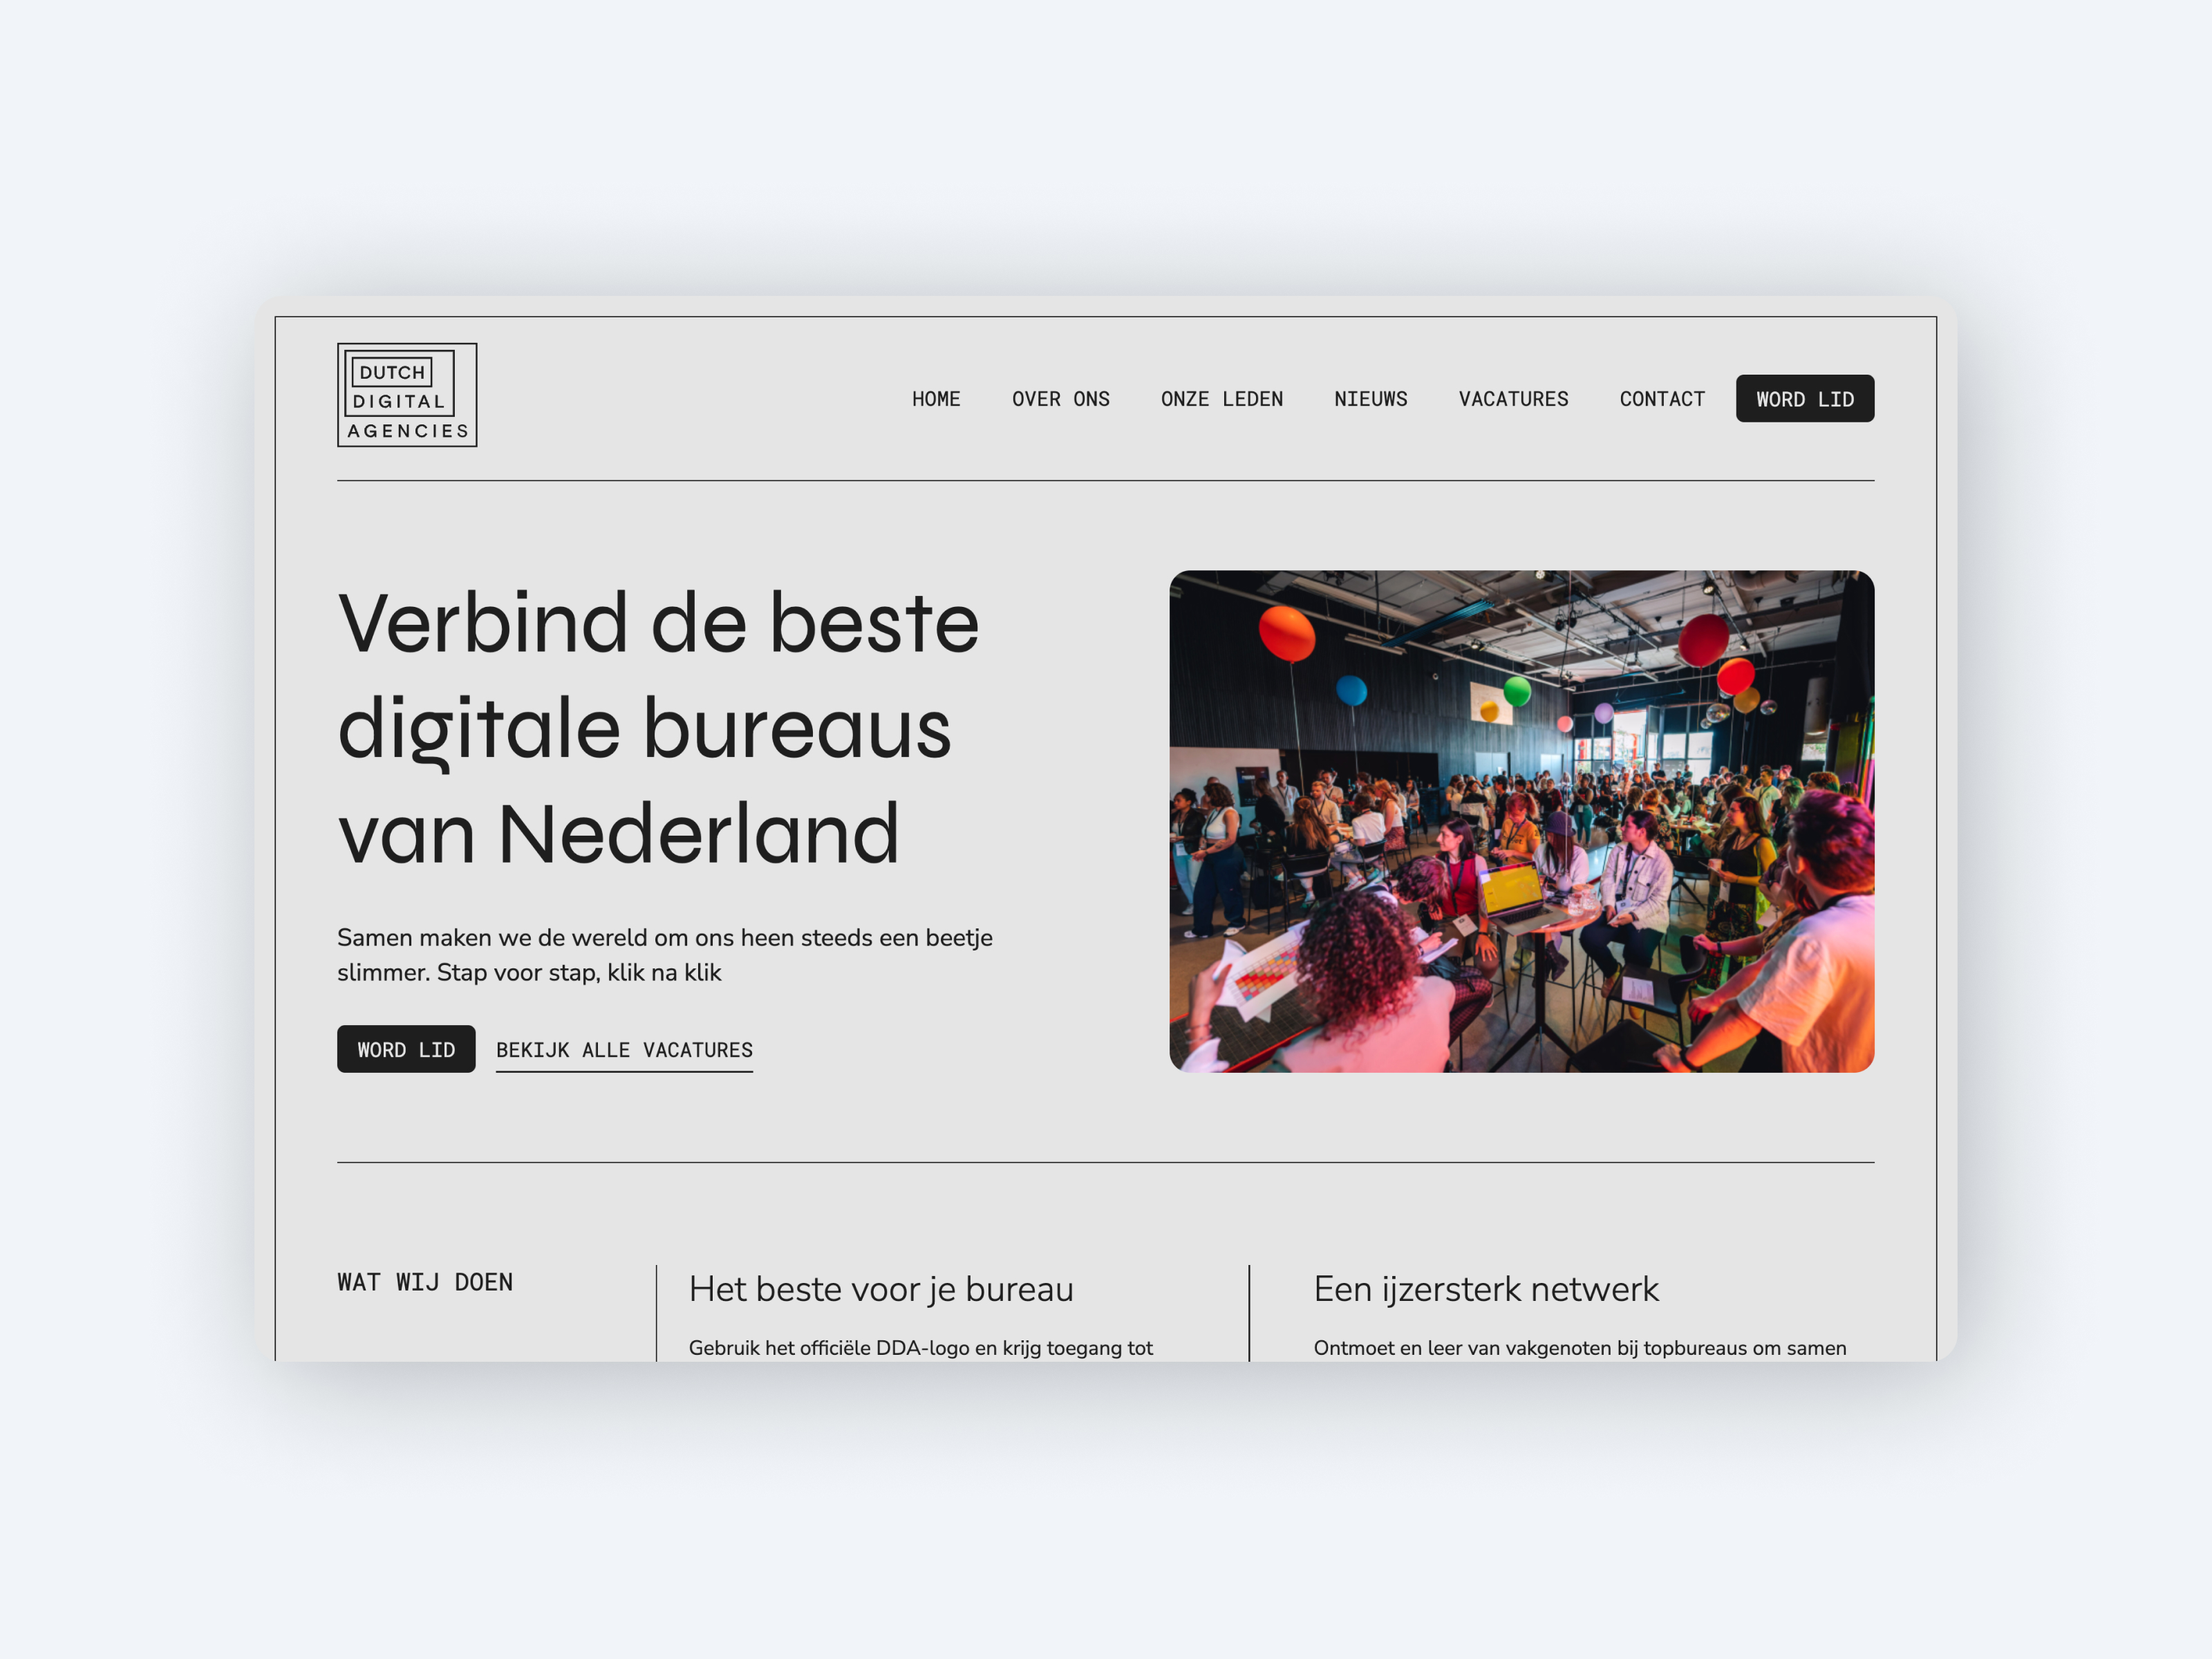 DUTCH
DIGITAL
AGENCIES
HOME OVER ONS ONZE LEDEN NIEUWS VACATURES CONTACT WORD LID
Verbind de beste
digitale bureaus
van Nederland
Samen maken we de wereld om ons heen steeds een beetje
slimmer. Stap voor stap, klik na klik
WORD LID BEKIJK ALLE VACATURES
WAT WIJ DOEN
Het beste voor je bureau
Gebruik het officiële DDA-logo en krijg toegang tot
Een ijzersterk netwerk
Ontmoet en leer van vakgenoten bij topbureaus om samen